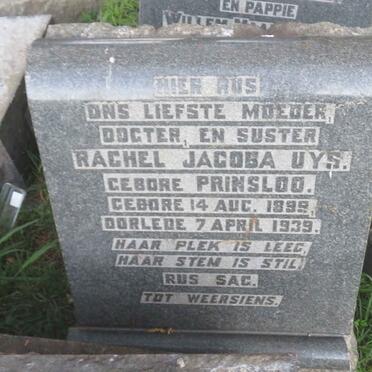 EN PAPPIE
WILLEM
HIER RUS
ONS LIEFSTE MOEDER,
DOGTER, EN SUSTER
RACHEL JACOBA UYS.
GEBORE PRINSLOO.
GEBORE 14 AUG. 1899,
OORLEDE 7 APRIL 1939.
HAAR PLEK IS LEEG,
HAAR STEM IS STIL,
RUS SAG.
TOT WEERSIENS.